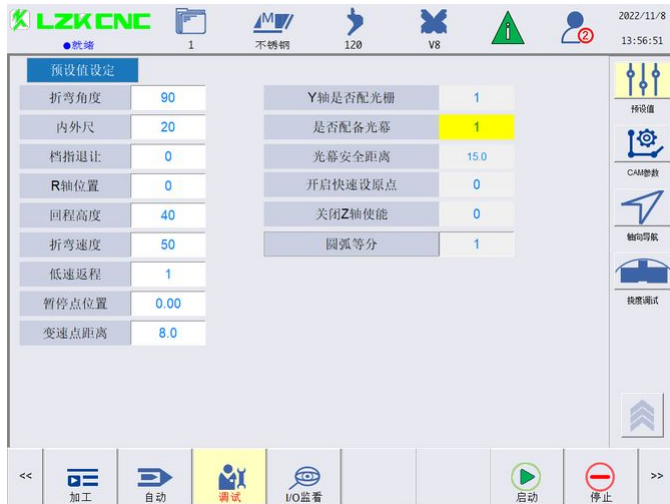 LZK CNC
●就绪
1
M
不锈钢
120
V8
2
2022/11/8
13:56:51
预设值设定
折弯角度 90
内外尺 20
档指退让 0
R轴位置 0
回程高度 40
折弯速度 50
低速返程 1
暂停点位置 0.00
变速点距离 8.0
Y轴是否配光栅 1
是否配备光幕 1
光幕安全距离 15.0
开启快速设原点 0
关闭Z轴使能 0
圆弧等分 1
预设值
CAM参数
轴向导航
挠度调试
<<
加工
自动
调试
I/O监看
启动
停止
>>